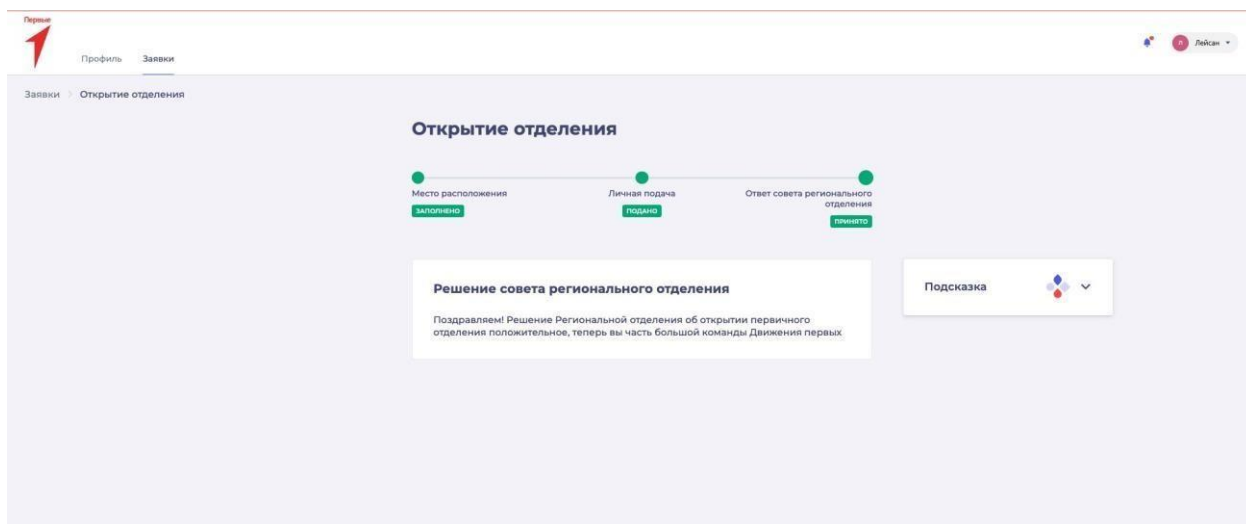 Первые
Профиль Заявки
Л Лейсан
Заявки Открытие отделения
Открытие отделения
Место расположения
ЗАПОЛНЕНО
Личная подача
ПОДАНО
Ответ совета регионального
отделения
ПРИНЯТО
Решение совета регионального отделения
Поздравляем! Решение Региональной отделения об открытии первичного
отделения положительное, теперь вы часть большой команды Движения первых
Подсказка